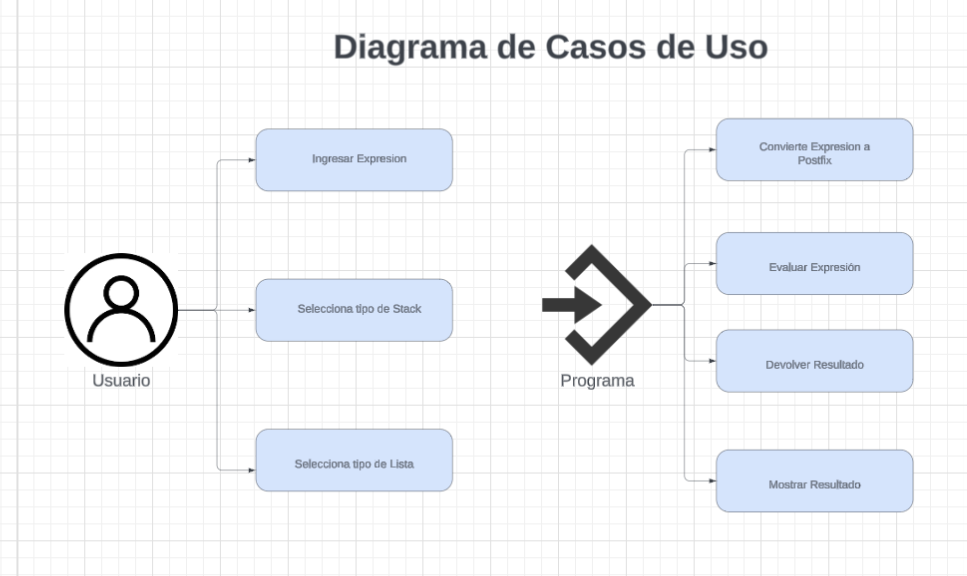 Diagrama de Casos de Uso
Ingresar Expresion
Selecciona tipo de Stack
Selecciona tipo de Lista
Usuario
Convierte Expresion a
Postfix
Evaluar Expresión
Devolver Resultado
Mostrar Resultado
Programa